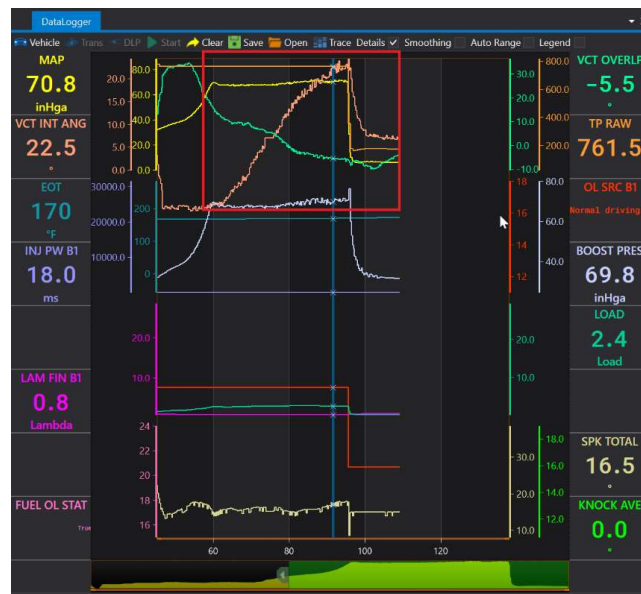 DataLogger
Vehicle Trans DLP Start Clear Save Open Trace Details Smoothing Auto Range Legend
MAP
70.8
inHga
VCT INT ANG
22.5
°
EOT
170
°F
INJ PW B1
18.0
ms
LAM FIN B1
0.8
Lambda
FUEL OL STAT
True
20.0
15.0
10.0
5.0
0.0
80.0
60.0
40.0
20.0
0.0
30000.0
20000.0
10000.0
200
100
0
20.0
10.0
24
22
20
18
16
30.0
20.0
10.0
0.0
-10.0
800.0
600.0
400.0
200.0
0.0
18
16
14
12
80.0
60.0
40.0
20.0
10.0
30.0
20.0
10.0
18.0
16.0
14.0
12.0
60 80 100 120
VCT OVERLP
-5.5
°
TP RAW
761.5
OL SRC B1
Normal driving
BOOST PRES
69.8
inHga
LOAD
2.4
Load
SPK TOTAL
16.5
°
KNOCK AVE
0.0
°